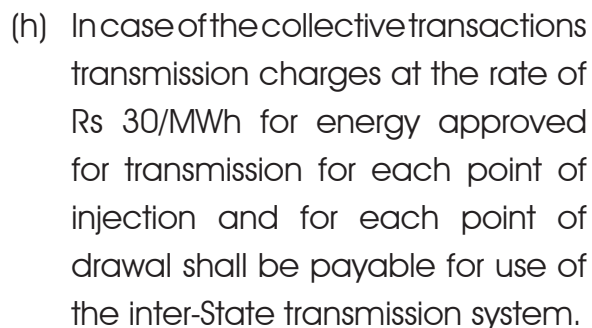 (h) In case of the collective transactions
transmission charges at the rate of
Rs 30/MWh for energy approved
for transmission for each point of
injection and for each point of
drawal shall be payable for use of
the inter-State transmission system.